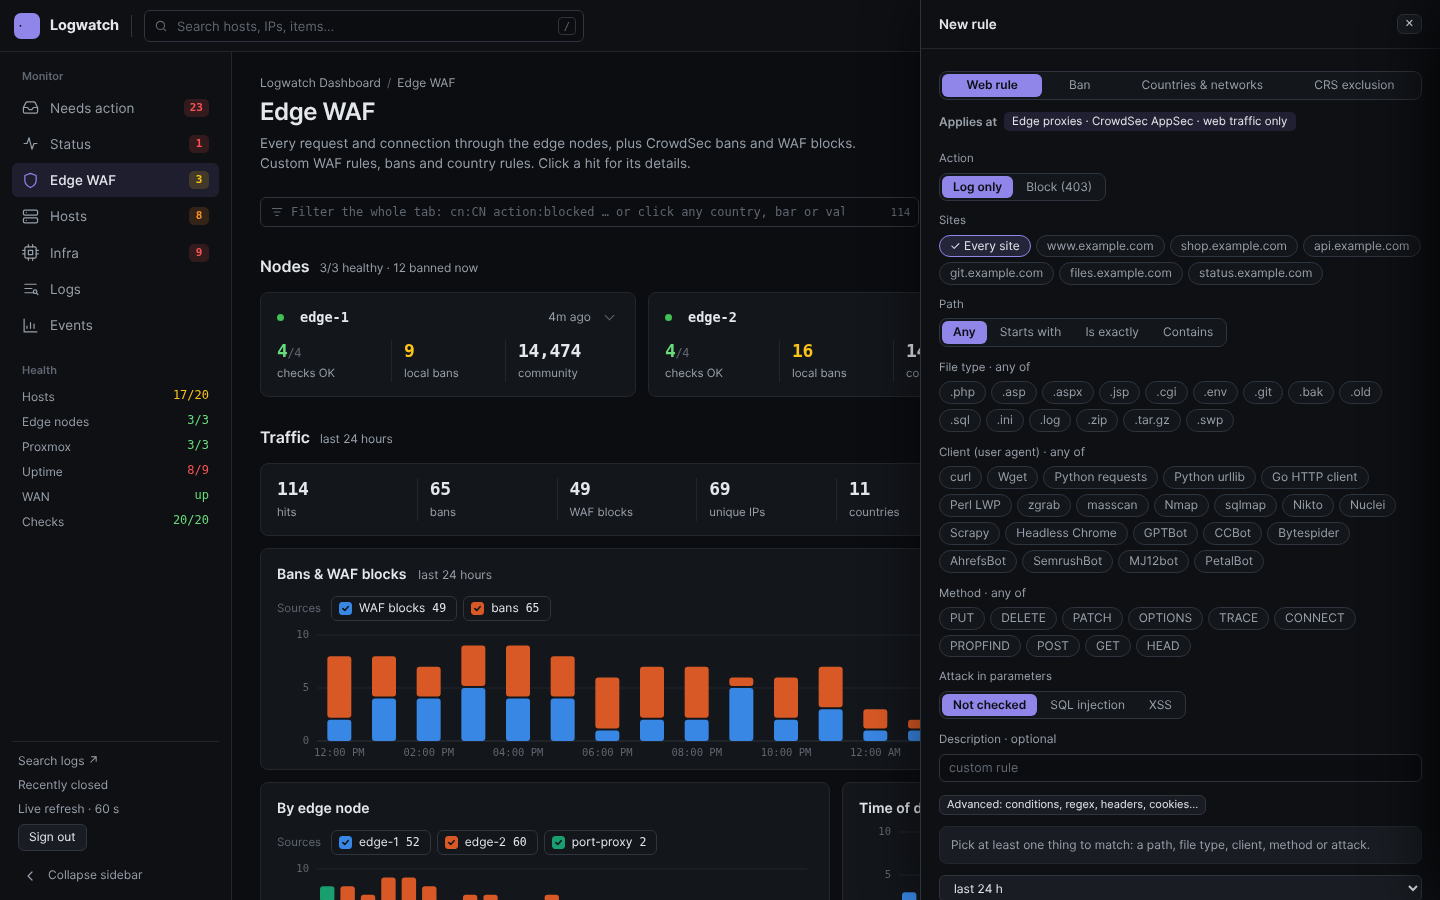 Logwatch
Search hosts, IPs, items...
/
Monitor
Needs action 23
Status 1
Edge WAF 3
Hosts 8
Infra 9
Logs
Events
Health
Hosts 17/20
Edge nodes 3/3
Proxmox 3/3
Uptime 8/9
WAN up
Checks 20/20
Search logs ↗
Recently closed
Live refresh · 60 s
Sign out
Collapse sidebar
Logwatch Dashboard / Edge WAF
Edge WAF
Every request and connection through the edge nodes, plus CrowdSec bans and WAF blocks.
Custom WAF rules, bans and country rules. Click a hit for its details.
Filter the whole tab: cn:CN action:blocked … or click any country, bar or val 114
Nodes 3/3 healthy · 12 banned now
edge-1 4m ago
4/4 9 14,474
checks OK local bans community
edge-2
4/4 16 14
checks OK local bans co
Traffic last 24 hours
114 65 49 69 11
hits bans WAF blocks unique IPs countries
Bans & WAF blocks last 24 hours
Sources WAF blocks 49 bans 65
10
5
0
12:00 PM 02:00 PM 04:00 PM 06:00 PM 08:00 PM 10:00 PM 12:00 AM
By edge node
Sources edge-1 52 edge-2 60 port-proxy 2
10
Time of d
10
5
New rule ✕
Web rule Ban Countries & networks CRS exclusion
Applies at Edge proxies · CrowdSec AppSec · web traffic only
Action
Log only Block (403)
Sites
✓ Every site www.example.com shop.example.com api.example.com
git.example.com files.example.com status.example.com
Path
Any Starts with Is exactly Contains
File type · any of
.php .asp .aspx .jsp .cgi .env .git .bak .old
.sql .ini .log .zip .tar.gz .swp
Client (user agent) · any of
curl Wget Python requests Python urllib Go HTTP client
Perl LWP zgrab masscan Nmap sqlmap Nikto Nuclei
Scrapy Headless Chrome GPTBot CCBot Bytespider
AhrefsBot SemrushBot MJ12bot PetalBot
Method · any of
PUT DELETE PATCH OPTIONS TRACE CONNECT
PROPFIND POST GET HEAD
Attack in parameters
Not checked SQL injection XSS
Description · optional
custom rule
Advanced: conditions, regex, headers, cookies…
Pick at least one thing to match: a path, file type, client, method or attack.
last 24 h